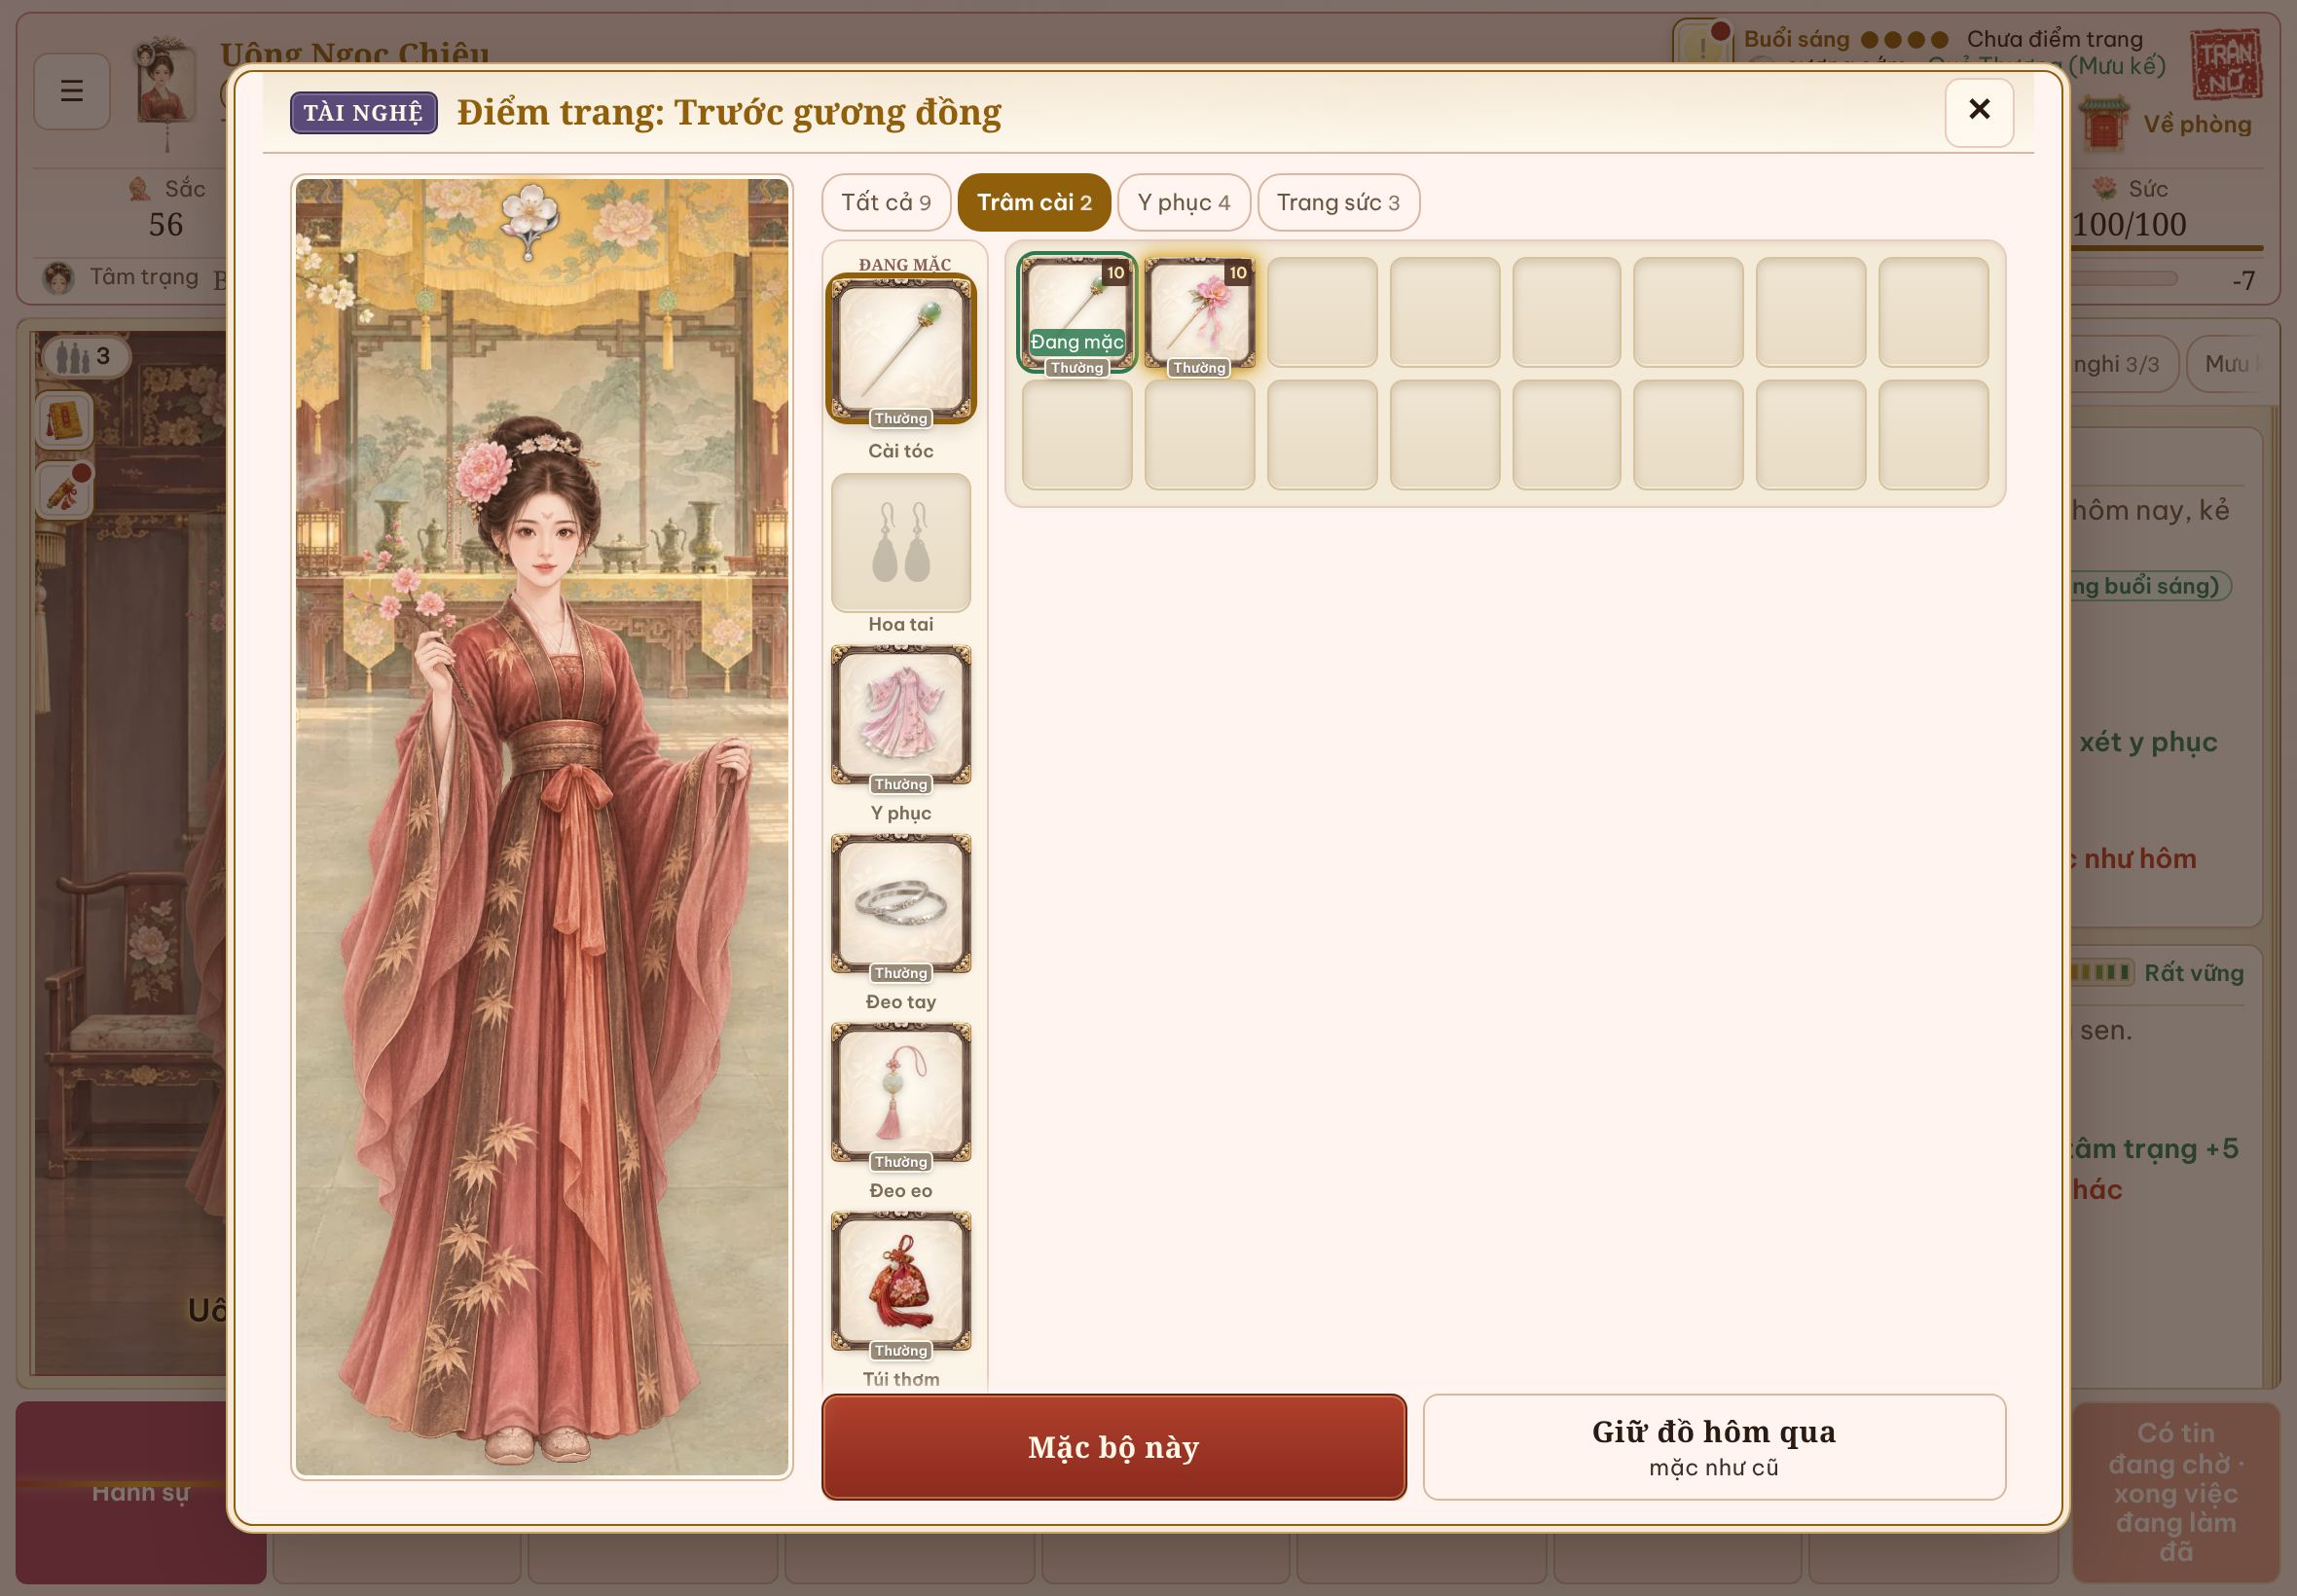 Uông Ngọc Chiêu
Buổi sáng
Chưa điểm trang
(Mưu kế)
TRÂN
NỮ
Về phòng
Sắc
56
Tâm trạng
Sức
100/100
-7
3
TÀI NGHỆ
Điểm trang: Trước gương đồng
Tất cả 9
Trâm cài 2
Y phục 4
Trang sức 3
ĐANG MẶC
Thường
Cài tóc
Hoa tai
Thường
Y phục
Thường
Đeo tay
Thường
Đeo eo
Thường
Túi thơm
10
Đang mặc
Thường
10
Thường
Mặc bộ này
Giữ đồ hôm qua
mặc như cũ
nghi 3/3
Mưu
hôm nay, kẻ
ng buổi sáng)
xét y phục
như hôm
Rất vững
sen.
tâm trạng +5
hác
Hành sự
Có tin
đang chờ ·
xong việc
đang làm
đã